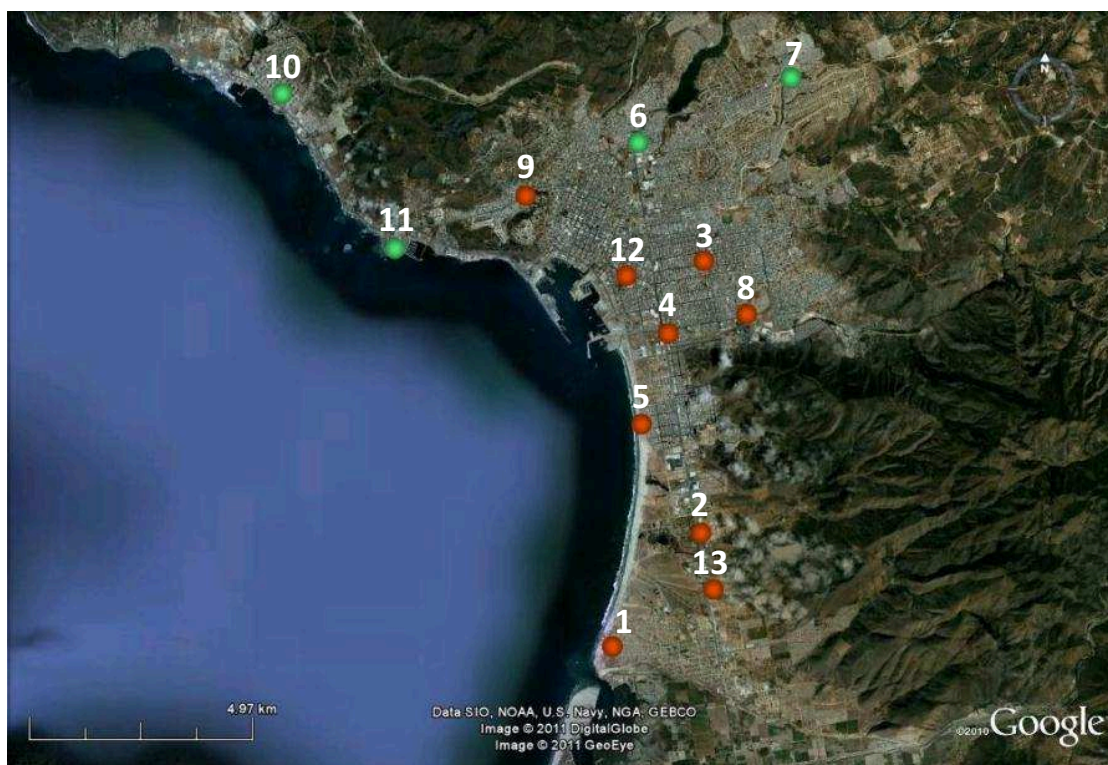 7
10
N
6
9
11
3
12
8
4
5
2
13
1
4.97 km
Data SIO, NOAA, U.S. Navy, NGA, GEBCO
Image © 2011 DigitalGlobe
Image © 2011 GeoEye
©2010 Google